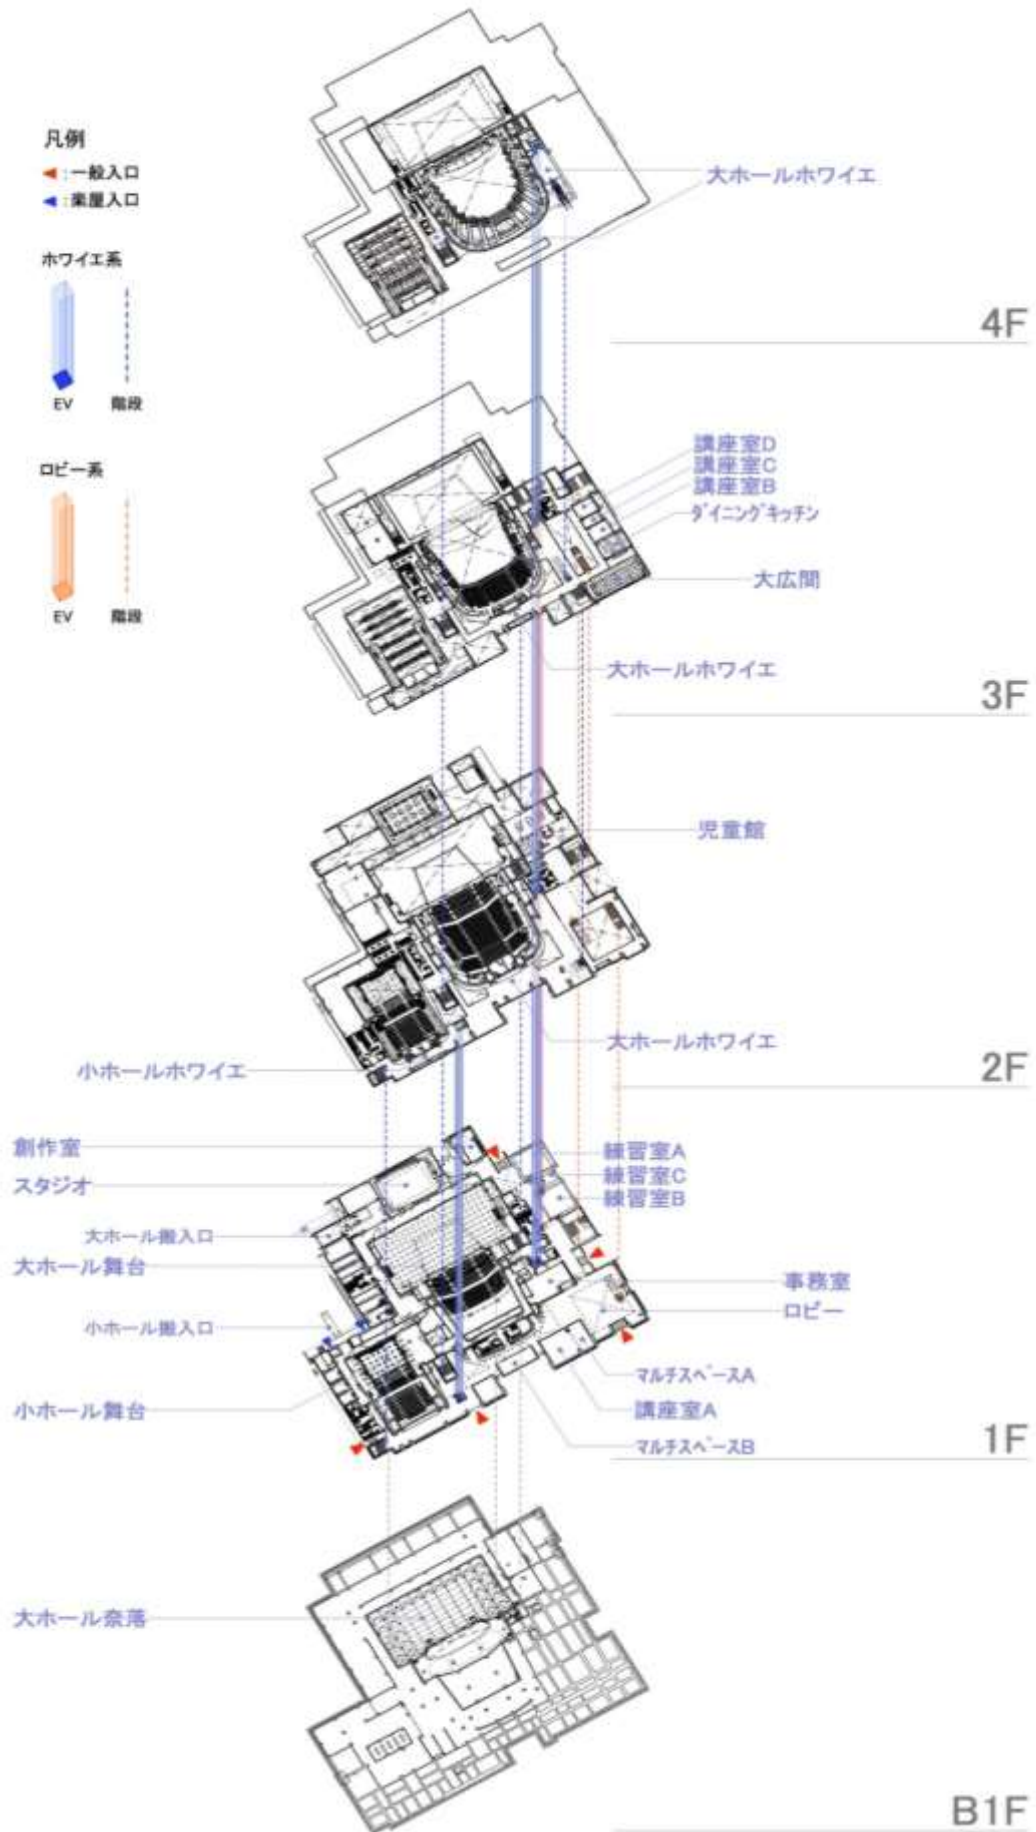 凡例
◀:一般入口
◀:楽屋入口
ホワイエ系
EV 階段
ロビー系
EV 階段
大ホールホワイエ
4F
講座室D
講座室C
講座室B
ダイニングキッチン
大広間
大ホールホワイエ
3F
児童館
大ホールホワイエ
小ホールホワイエ
2F
創作室
スタジオ
大ホール搬入口
大ホール舞台
小ホール搬入口
小ホール舞台
練習室A
練習室C
練習室B
事務室
ロビー
マルチスペースA
講座室A
マルチスペースB
1F
大ホール奈落
B1F